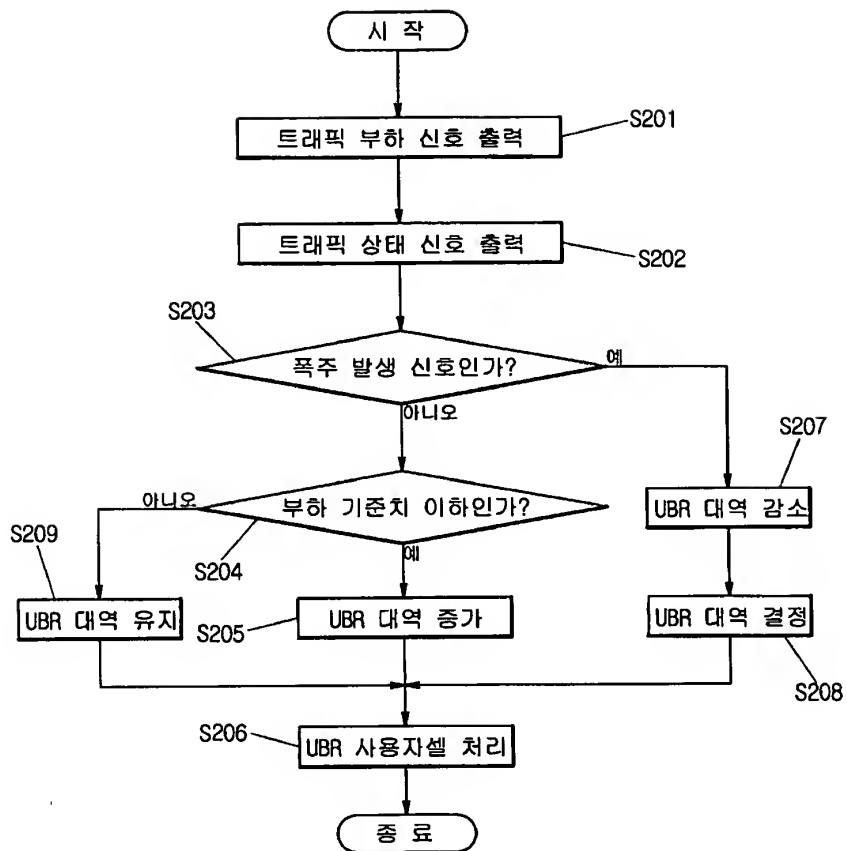 시 작
트래픽 부하 신호 출력
S201
트래픽 상태 신호 출력
S202
S203
폭주 발생 신호인가?
예
아니오
S207
아니오
부하 기준치 이하인가?
UBR 대역 감소
S209
S204
예
UBR 대역 유지
S205
UBR 대역 증가
UBR 대역 결정
S208
S206
UBR 사용자셀 처리
종 료